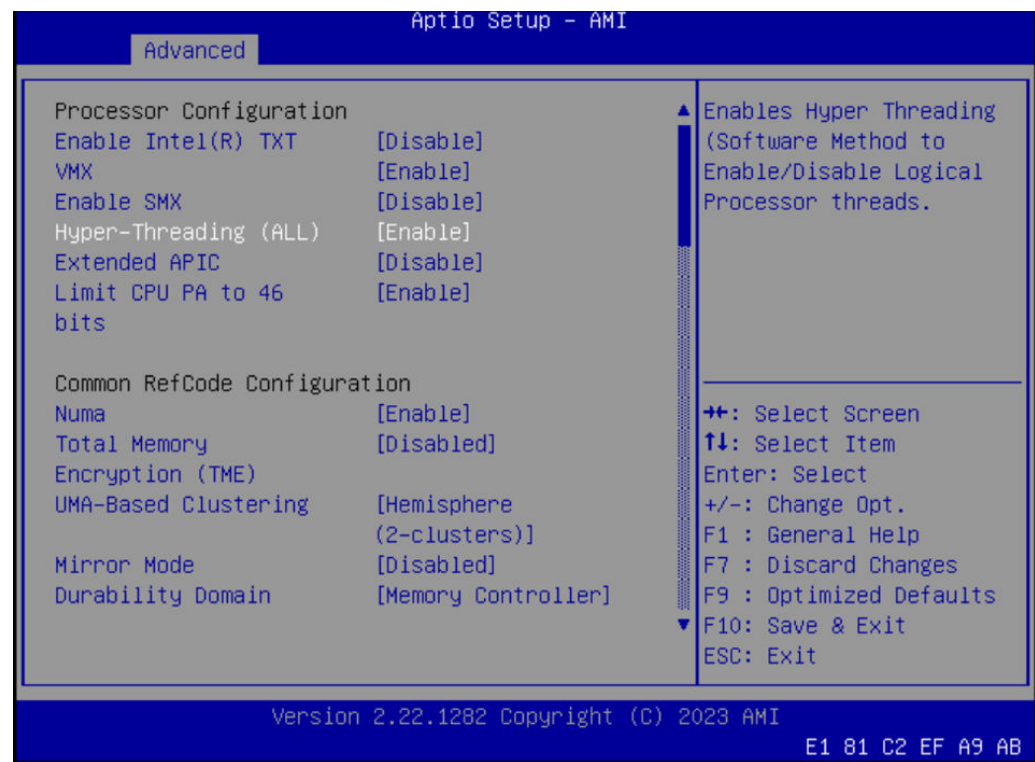 Aptio Setup – AMI
Advanced
Processor Configuration
Enable Intel(R) TXT [Disable]
VMX [Enable]
Enable SMX [Disable]
Hyper-Threading (ALL) [Enable]
Extended APIC [Disable]
Limit CPU PA to 46 [Enable]
bits
Common RefCode Configuration
Numa [Enable]
Total Memory [Disabled]
Encryption (TME)
UMA-Based Clustering [Hemisphere
(2-clusters)]
Mirror Mode [Disabled]
Durability Domain [Memory Controller]
Enables Hyper Threading
(Software Method to
Enable/Disable Logical
Processor threads.
→←: Select Screen
↑↓: Select Item
Enter: Select
+/-: Change Opt.
F1 : General Help
F7 : Discard Changes
F9 : Optimized Defaults
F10: Save & Exit
ESC: Exit
Version 2.22.1282 Copyright (C) 2023 AMI
E1 81 C2 EF A9 AB